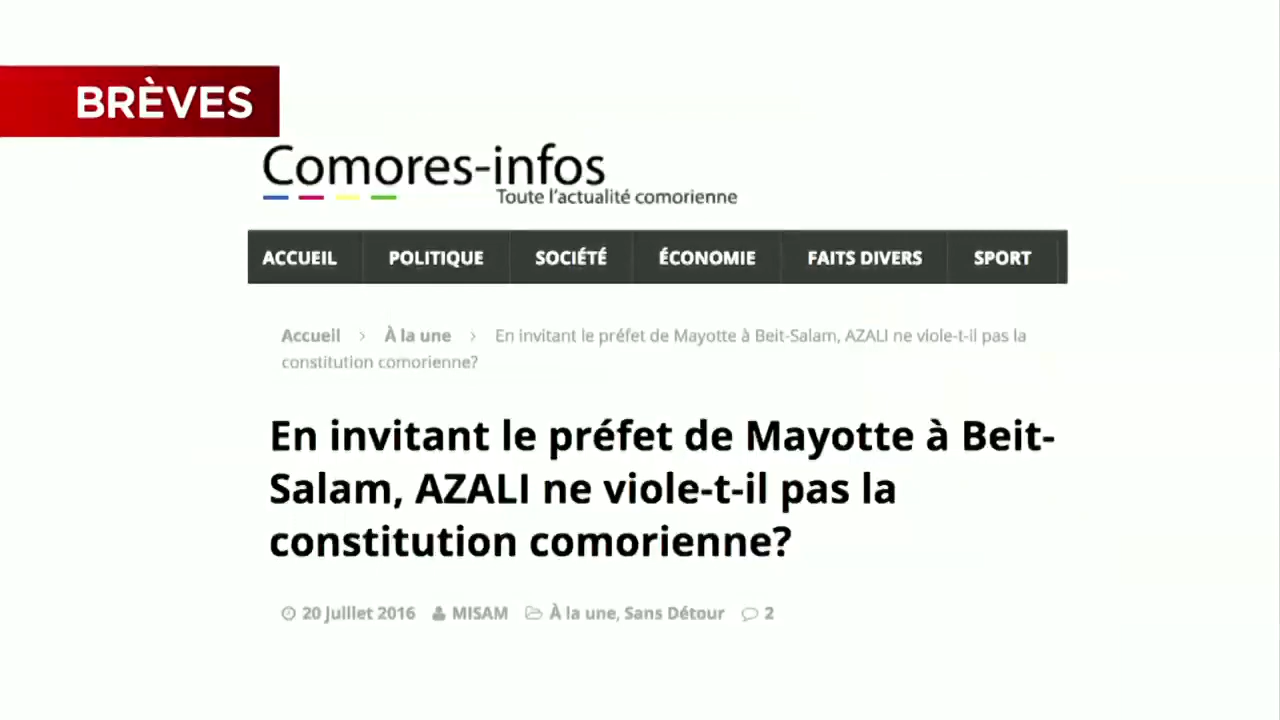 BRÈVES
Comores-infos
Toute l'actualité comorienne
ACCUEIL POLITIQUE SOCIÉTÉ ÉCONOMIE FAITS DIVERS SPORT
Accueil > À la une > En invitant le préfet de Mayotte à Beit-Salam, AZALI ne viole-t-il pas la
constitution comorienne?
En invitant le préfet de Mayotte à Beit-
Salam, AZALI ne viole-t-il pas la
constitution comorienne?
20 juillet 2016 MISAM À la une, Sans Détour 2